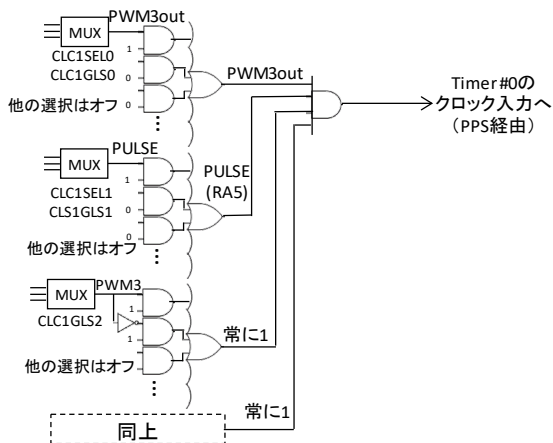 PWM3out
MUX
1
CLC1SEL0
CLC1GLS0
0
他の選択はオフ
0
⋮
PWM3out
Timer#0の
クロック入力へ
（PPS経由）
PULSE
MUX
1
CLC1SEL1
CLS1GLS1
0
他の選択はオフ
0
⋮
PULSE
(RA5)
PWM3
MUX
1
CLC1GLS2
1
他の選択はオフ
0
⋮
常に1
常に1
同上